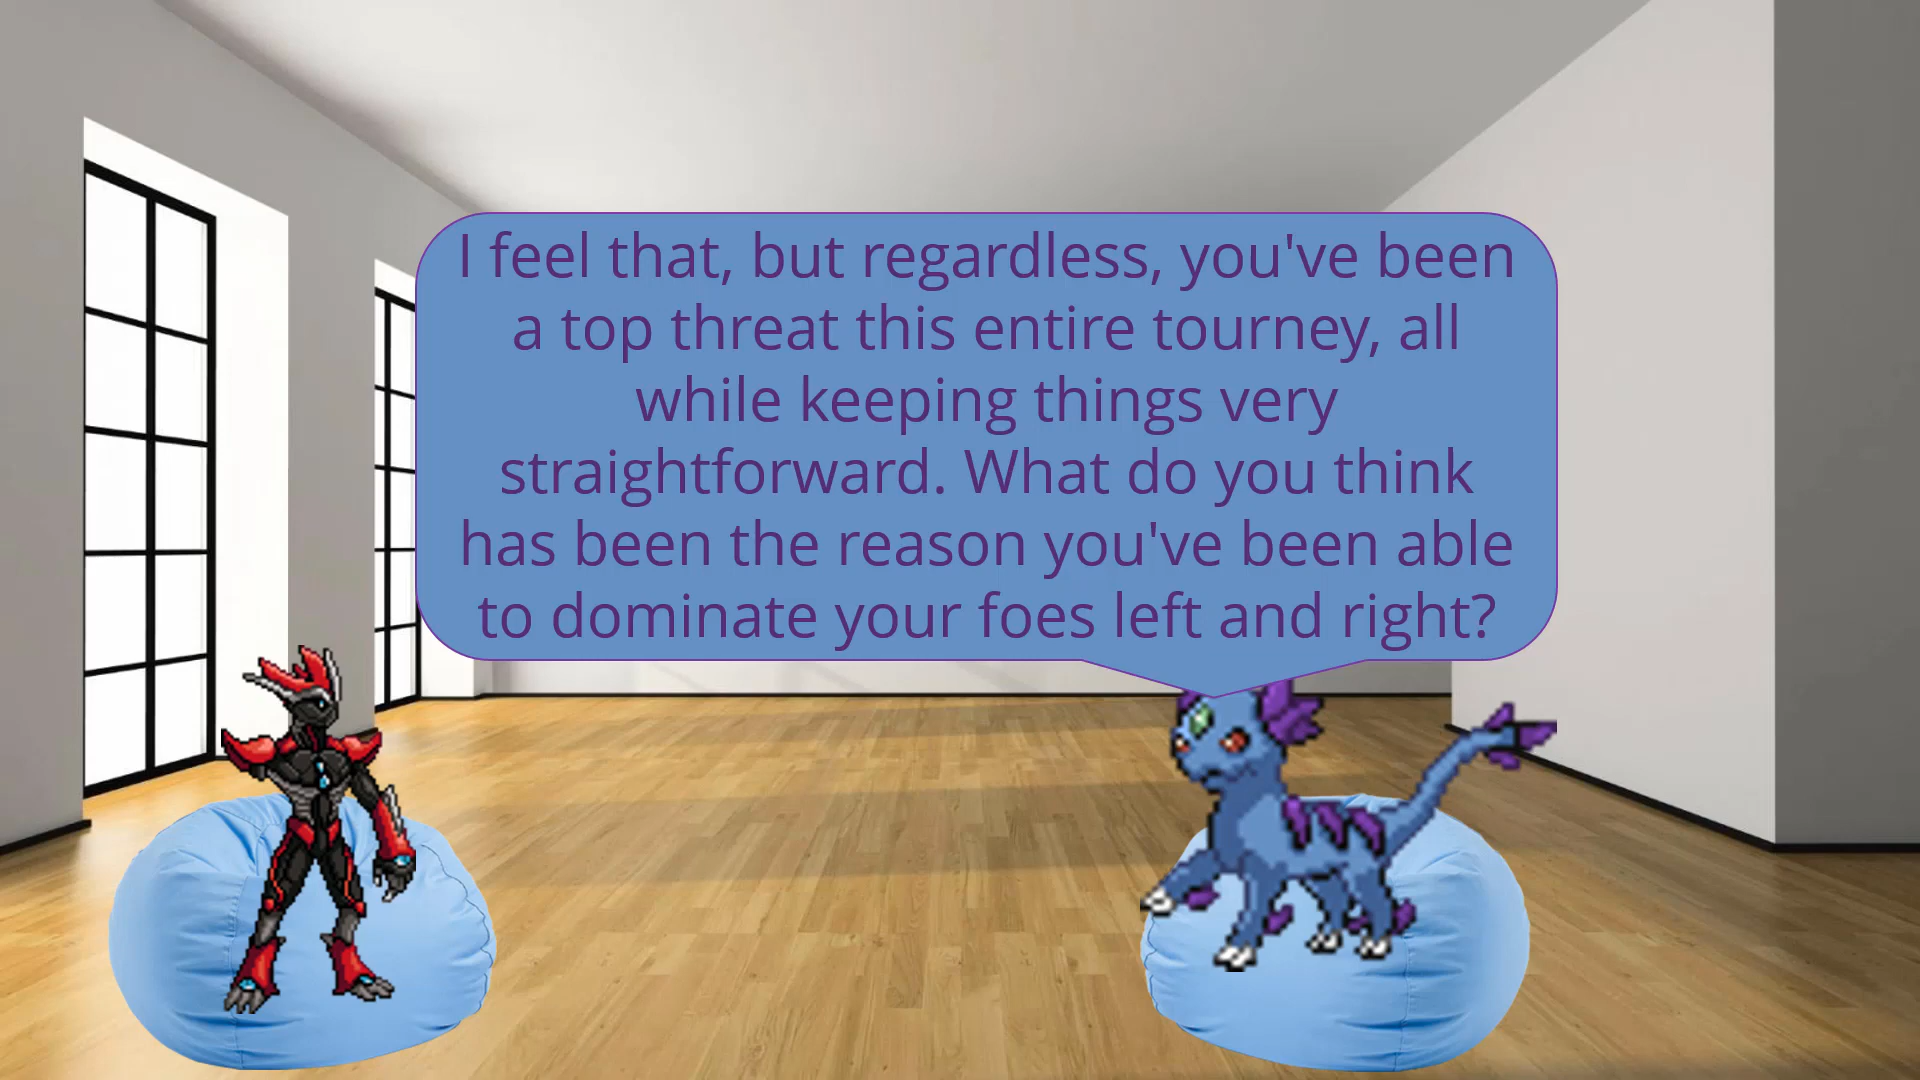 I feel that, but regardless, you've been
a top threat this entire tourney, all
while keeping things very
straightforward. What do you think
has been the reason you've been able
to dominate your foes left and right?